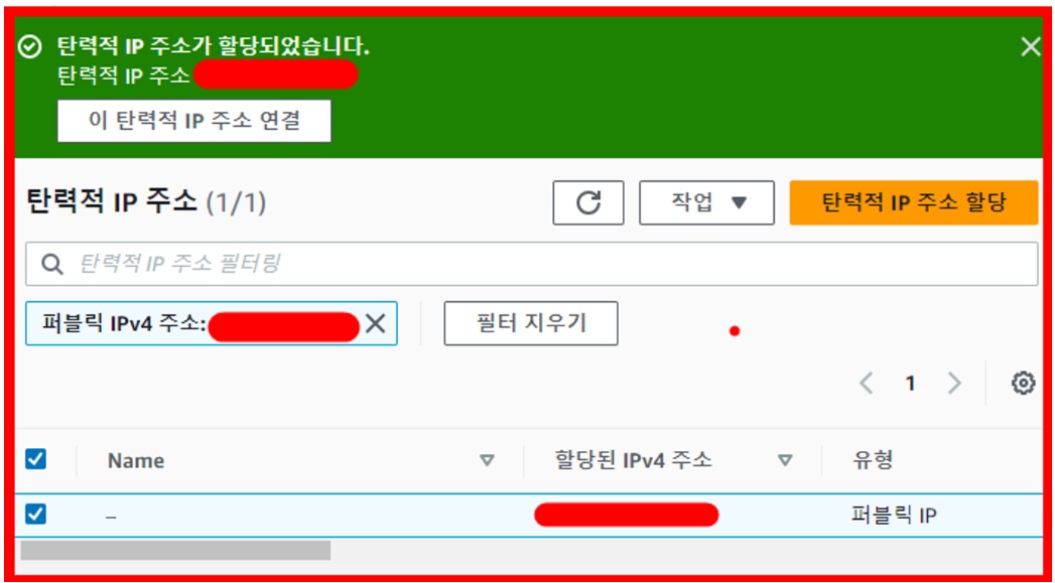 탄력적 IP 주소가 할당되었습니다.
탄력적 IP 주소
이 탄력적 IP 주소 연결
탄력적 IP 주소 (1/1)
작업
탄력적 IP 주소 할당
탄력적 IP 주소 필터링
퍼블릭 IPv4 주소:
필터 지우기
1
Name
할당된 IPv4 주소
유형
–
퍼블릭 IP